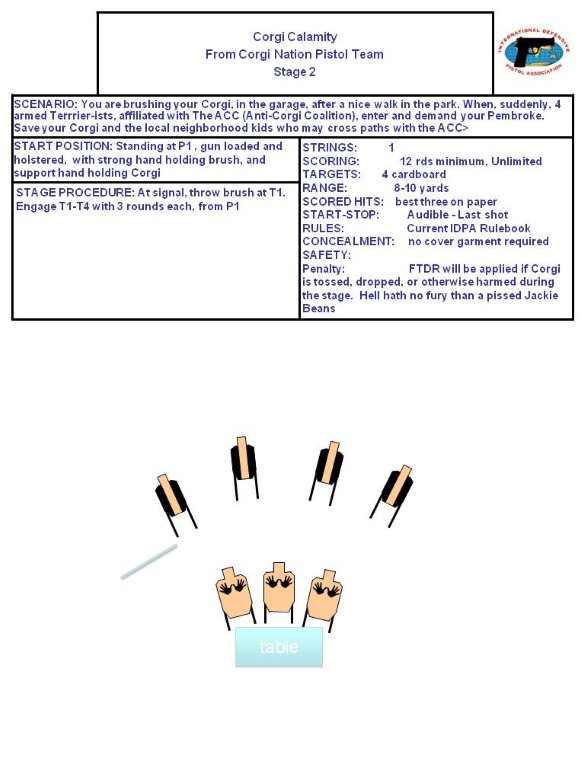 Corgi Calamity
From Corgi Nation Pistol Team
Stage 2
INTERNATIONAL DEFENSIVE
PISTOL ASSOCIATION
SCENARIO: You are brushing your Corgi, in the garage, after a nice walk in the park. When, suddenly, 4
armed Terrrier-ists, affiliated with The ACC (Anti-Corgi Coalition), enter and demand your Pembroke.
Save your Corgi and the local neighborhood kids who may cross paths with the ACC>
START POSITION: Standing at P1 , gun loaded and
holstered, with strong hand holding brush, and
support hand holding Corgi
STAGE PROCEDURE: At signal, throw brush at T1.
Engage T1-T4 with 3 rounds each, from P1
STRINGS: 1
SCORING: 12 rds minimum, Unlimited
TARGETS: 4 cardboard
RANGE: 8-10 yards
SCORED HITS: best three on paper
START-STOP: Audible - Last shot
RULES: Current IDPA Rulebook
CONCEALMENT: no cover garment required
SAFETY:
Penalty: FTDR will be applied if Corgi
is tossed, dropped, or otherwise harmed during
the stage. Hell hath no fury than a pissed Jackie
Beans
table